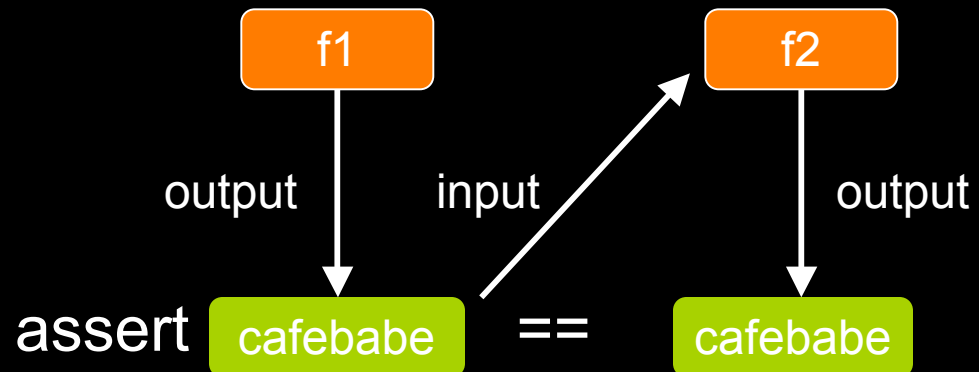 f1 f2
output input output
assert cafebabe == cafebabe